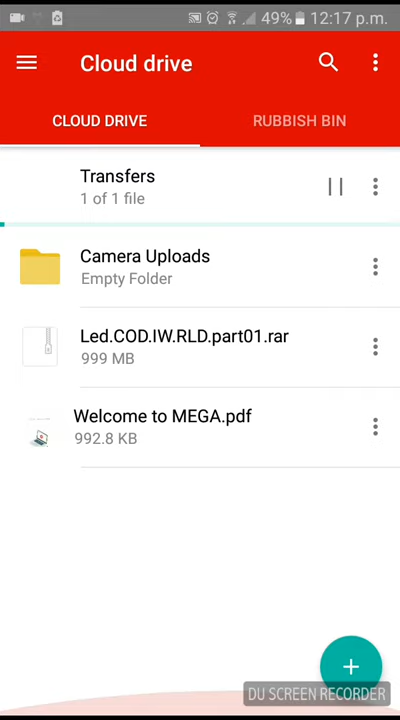 49% 12:17 p.m.
Cloud drive
CLOUD DRIVE RUBBISH BIN
Transfers
1 of 1 file
Camera Uploads
Empty Folder
Led.COD.IW.RLD.part01.rar
999 MB
Welcome to MEGA.pdf
992.8 KB
DU SCREEN RECORDER